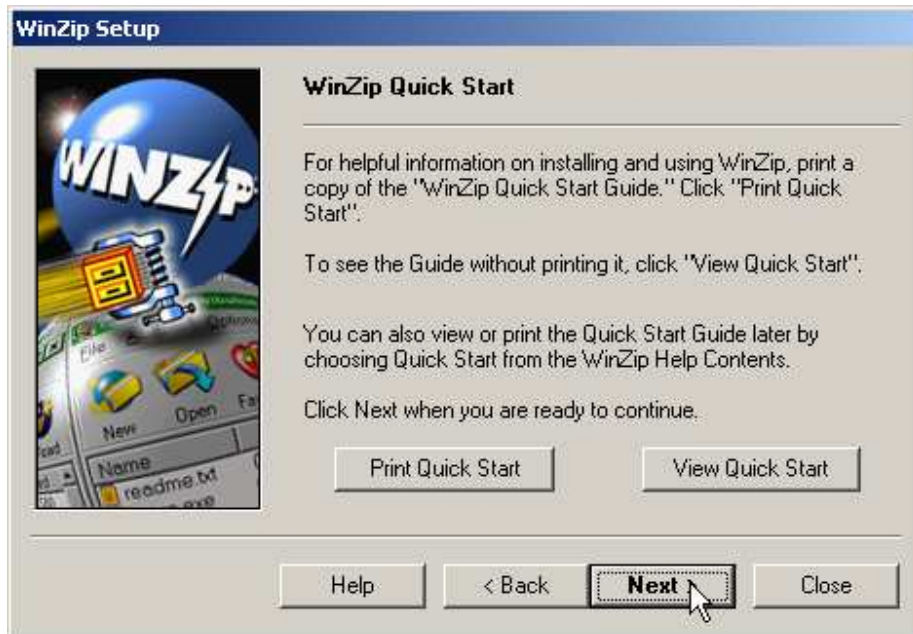 WinZip Setup
WINZIP
File
New
Open
Name
readme.txt
.exe
WinZip Quick Start
For helpful information on installing and using WinZip, print a
copy of the "WinZip Quick Start Guide." Click "Print Quick
Start".
To see the Guide without printing it, click "View Quick Start".
You can also view or print the Quick Start Guide later by
choosing Quick Start from the WinZip Help Contents.
Click Next when you are ready to continue.
Print Quick Start
View Quick Start
Help
< Back
Next >
Close